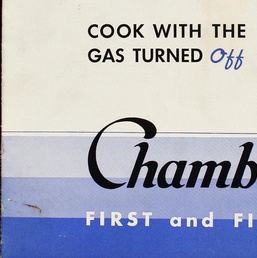 COOK WITH THE
GAS TURNED Off
Chamb
FIRST and FI